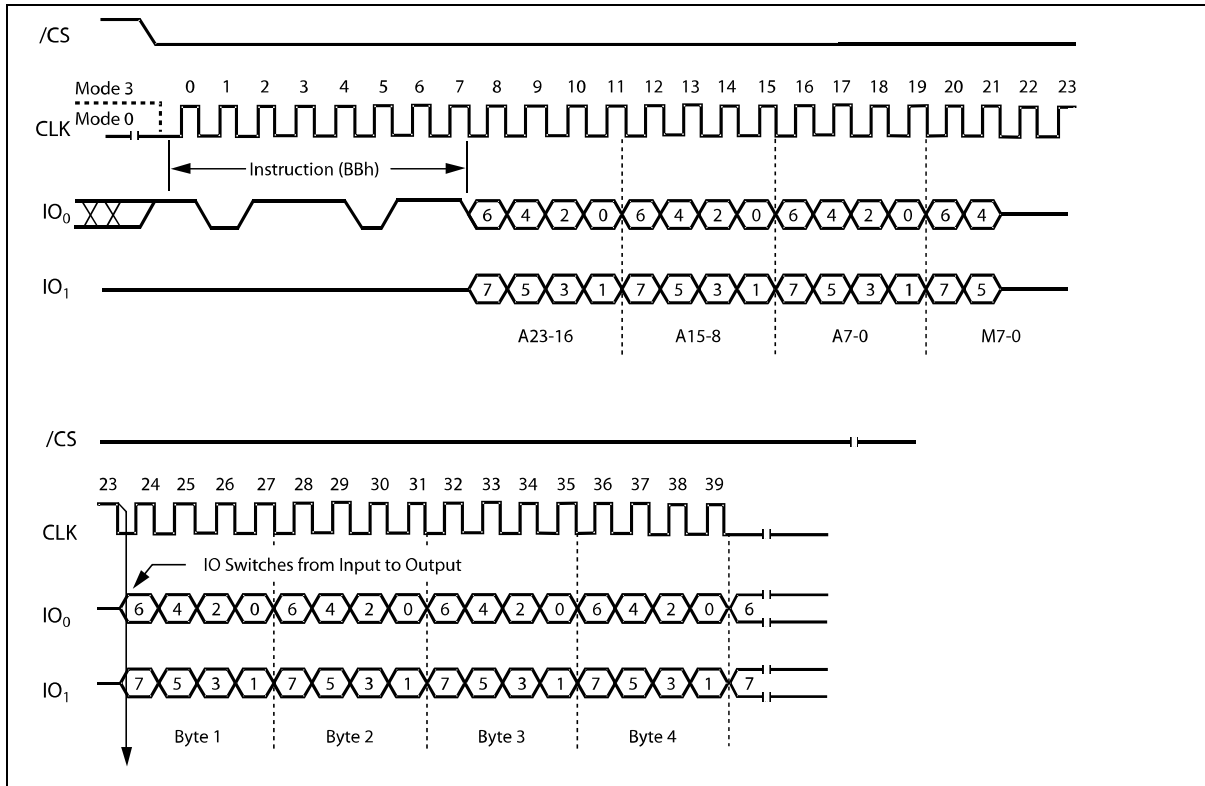 /CS
Mode 3
0 1 2 3 4 5 6 7 8 9 10 11 12 13 14 15 16 17 18 19 20 21 22 23
Mode 0
CLK
Instruction (BBh)
IO0 6 4 2 0 6 4 2 0 6 4 2 0 6 4
IO1 7 5 3 1 7 5 3 1 7 5 3 1 7 5
A23-16 A15-8 A7-0 M7-0
/CS
23 24 25 26 27 28 29 30 31 32 33 34 35 36 37 38 39
CLK
IO Switches from Input to Output
IO0 6 4 2 0 6 4 2 0 6 4 2 0 6 4 2 0 6
IO1 7 5 3 1 7 5 3 1 7 5 3 1 7 5 3 1 7
Byte 1 Byte 2 Byte 3 Byte 4